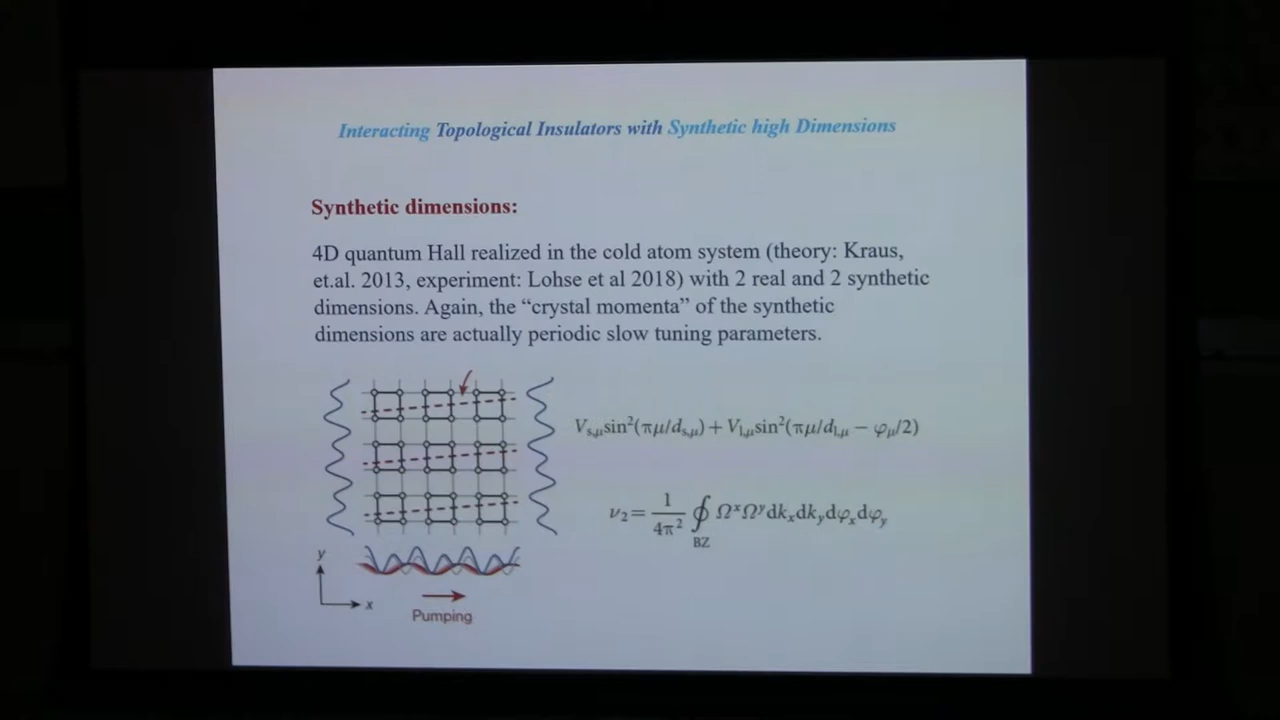 Interacting Topological Insulators with Synthetic high Dimensions
Synthetic dimensions:
4D quantum Hall realized in the cold atom system (theory: Kraus,
et.al. 2013, experiment: Lohse et al 2018) with 2 real and 2 synthetic
dimensions. Again, the “crystal momenta” of the synthetic
dimensions are actually periodic slow tuning parameters.
V_{s,μ}sin²(πμ/d_{s,μ}) + V_{l,μ}sin²(πμ/d_{l,μ} − φ_μ/2)
ν₂ = 1/4π² ∮_{BZ} Ω^xΩ^y dk_x dk_y dφ_x dφ_y
y
x
Pumping